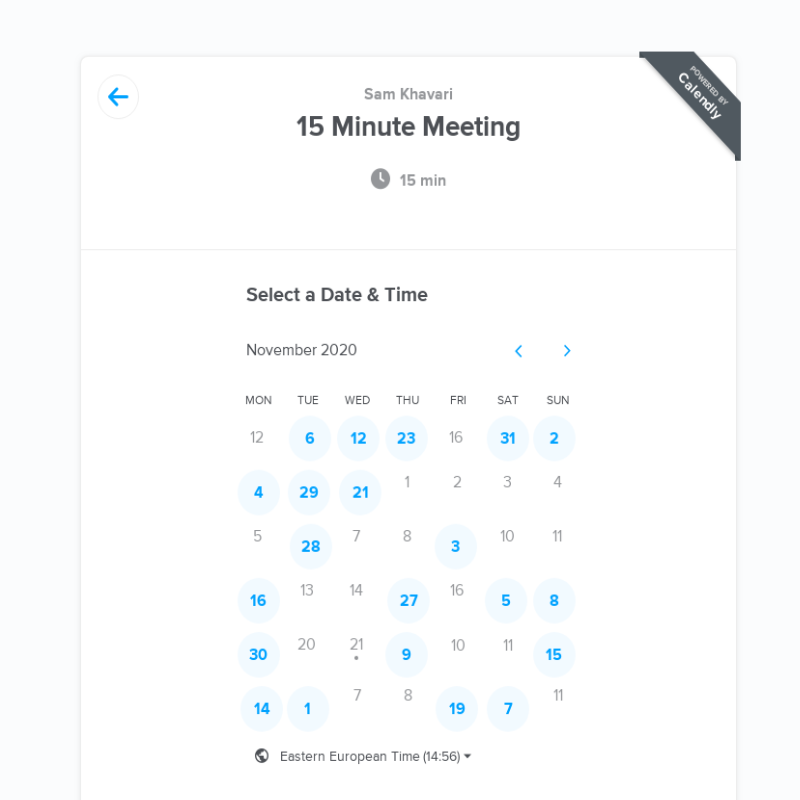 Sam Khavari
POWERED BY
Calendly
15 Minute Meeting
15 min
Select a Date & Time
November 2020
MON TUE WED THU FRI SAT SUN
12 6 12 23 16 31 2
4 29 21 1 2 3 4
5 28 7 8 3 10 11
16 13 14 27 16 5 8
30 20 21 9 10 11 15
14 1 7 8 19 7 11
Eastern European Time (14:56)